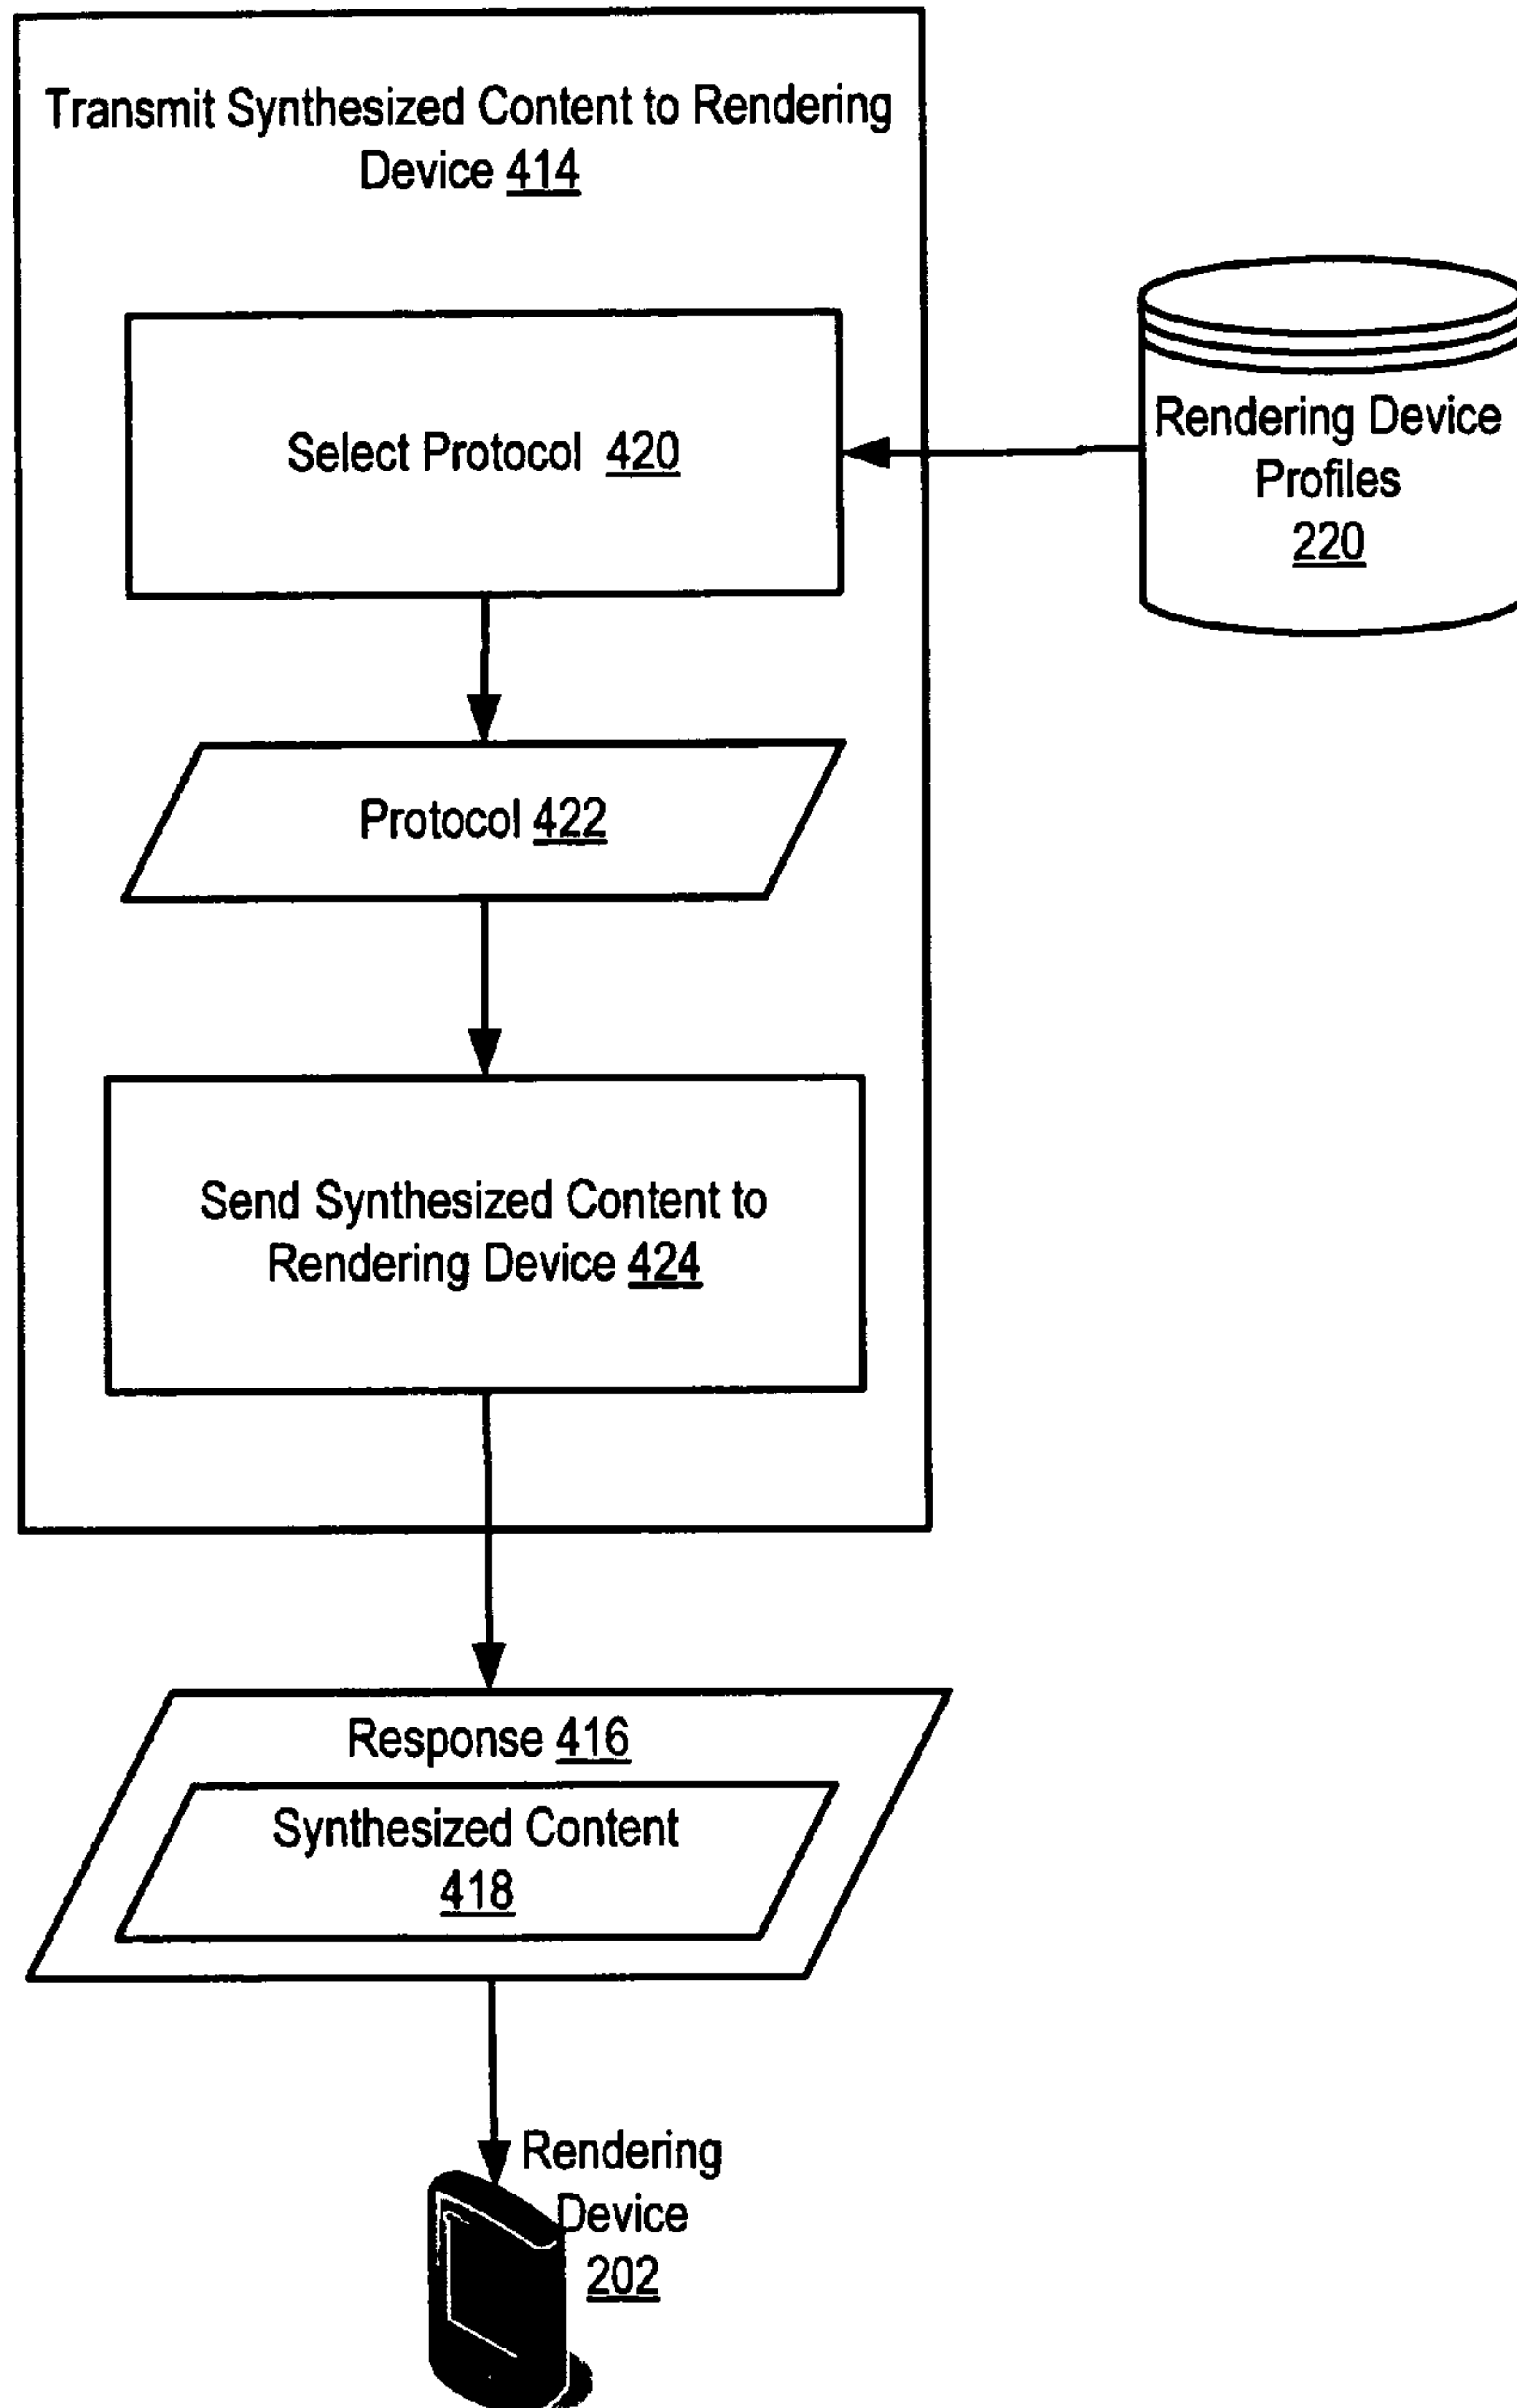 Transmit Synthesized Content to Rendering
Device 414
Select Protocol 420
Rendering Device
Profiles
220
Protocol 422
Send Synthesized Content to
Rendering Device 424
Response 416
Synthesized Content
418
Rendering
Device
202